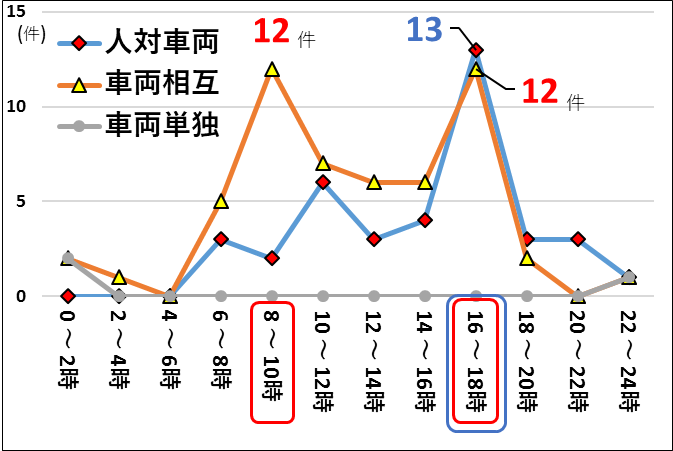 15
(件)
人対車両
車両相互
車両単独
12 件
13
12 件
10
5
0
0～2時
2～4時
4～6時
6～8時
8～10時
10～12時
12～14時
14～16時
16～18時
18～20時
20～22時
22～24時